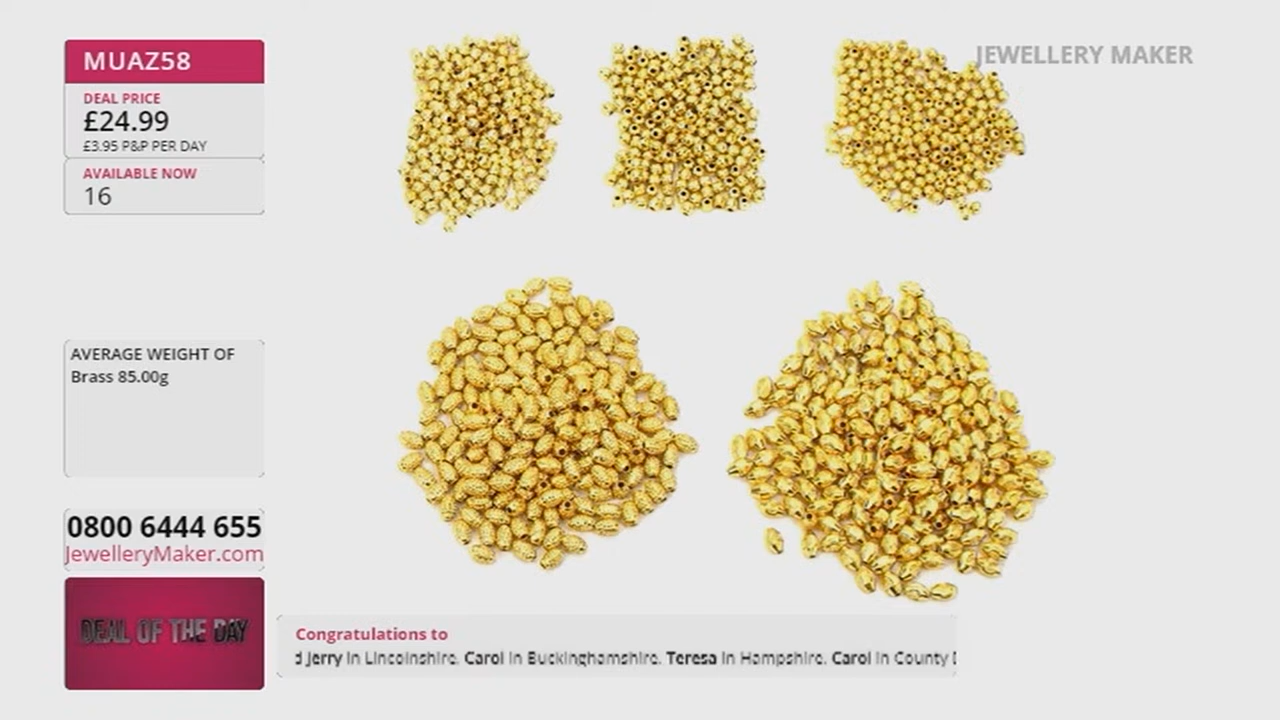 MUAZ58
DEAL PRICE
£24.99
£3.95 P&P PER DAY
AVAILABLE NOW
16
JEWELLERY MAKER
AVERAGE WEIGHT OF
Brass 85.00g
0800 6444 655
JewelleryMaker.com
DEAL OF THE DAY
Congratulations to
d Jerry in Lincolnshire. Carol in Buckinghamshire. Teresa in Hampshire. Carol in County